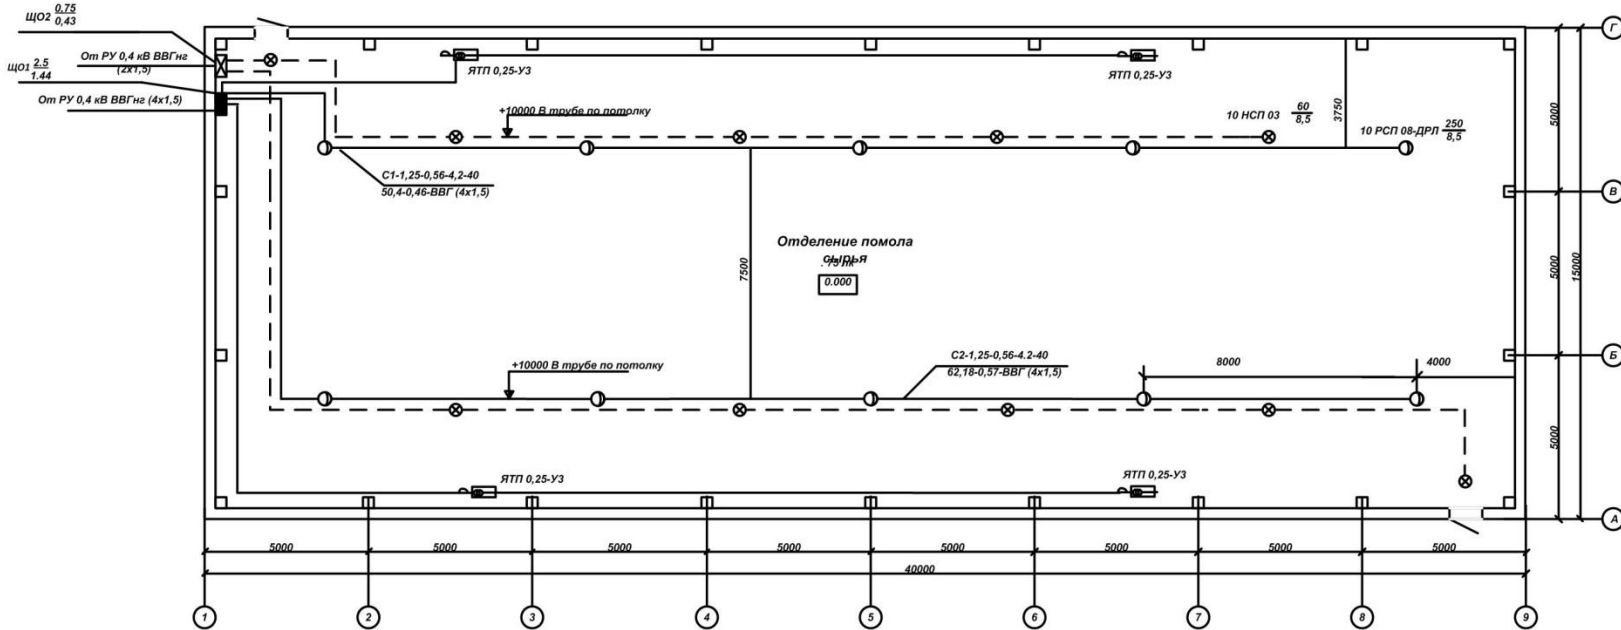 ЩО2 0,75
0,43
От РУ 0,4 кВ ВВГнг
(2х1,5)
ЩО1 2.5
1.44
От РУ 0,4 кВ ВВГнг (4х1,5)
ЯТП 0,25-УЗ
ЯТП 0,25-УЗ
+10000 В трубе по потолку
10 НСП 03 60
8,5
3750
10 РСП 08-ДРЛ 250
8,5
С1-1,25-0,56-4,2-40
50,4-0,46-ВВГ (4х1,5)
7500
Отделение помола
сырья
. 75 лк
0.000
+10000 В трубе по потолку
С2-1,25-0,56-4.2-40
62,18-0,57-ВВГ (4х1,5)
8000
4000
ЯТП 0,25-УЗ
ЯТП 0,25-УЗ
Г
5000
В
5000
15000
Б
5000
А
5000 5000 5000 5000 5000 5000 5000 5000
40000
1 2 3 4 5 6 7 8 9